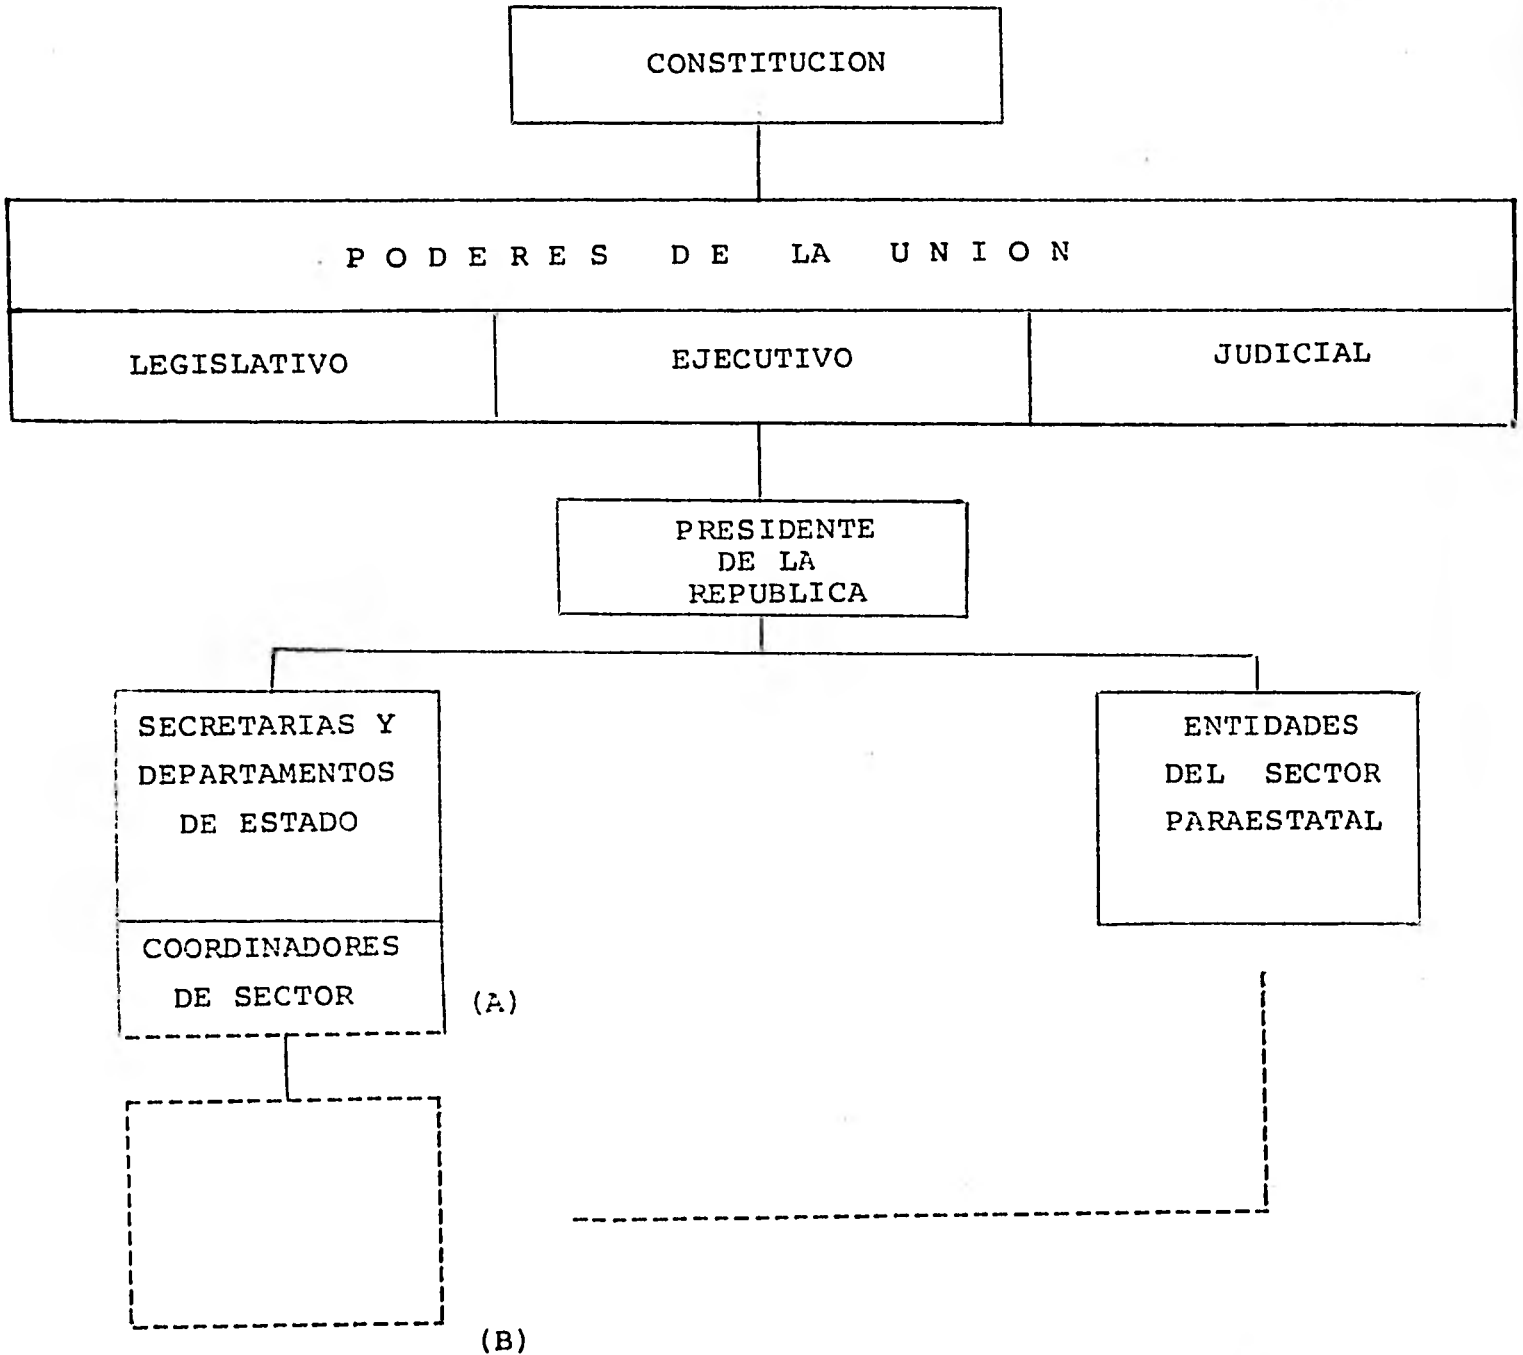 CONSTITUCION
PODERES DE LA UNION
LEGISLATIVO
EJECUTIVO
JUDICIAL
PRESIDENTE
DE LA
REPUBLICA
SECRETARIAS Y
DEPARTAMENTOS
DE ESTADO
COORDINADORES
DE SECTOR
(A)
ENTIDADES
DEL SECTOR
PARAESTATAL
(B)